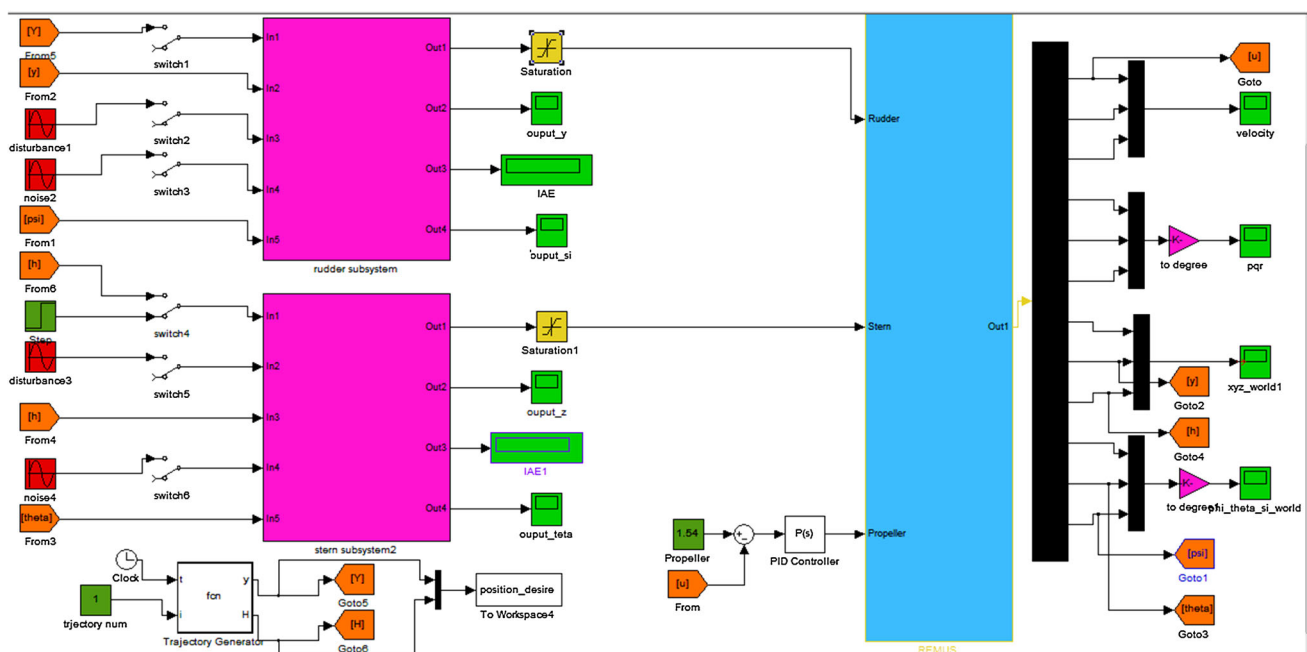 [Y]
From5
switch1
[y]
From2
disturbance1
switch2
noise2
switch3
[psi]
From1
In1
In2
In3
In4
In5
Out1
Out2
Out3
Out4
rudder subsystem
Saturation
ouput_y
IAE
ouput_si
[h]
From6
Step
switch4
disturbance3
switch5
[h]
From4
noise4
switch6
[theta]
From3
In1
In2
In3
In4
In5
Out1
Out2
Out3
Out4
stern subsystem2
Saturation1
ouput_z
IAE1
ouput_teta
Clock
1
trjectory num
t
i
fcn
y
H
Trajectory Generator
[Y]
Goto5
[H]
Goto6
position_desire
To Workspace4
1.54
Propeller
[u]
From
+
−
P(s)
PID Controller
Rudder
Stern
Propeller
Out1
REMUS
[u]
Goto
velocity
-K-
to degree
pqr
xyz_world1
[y]
Goto2
[h]
Goto4
-K-
to degree1
phi_theta_si_world
[psi]
Goto1
[theta]
Goto3